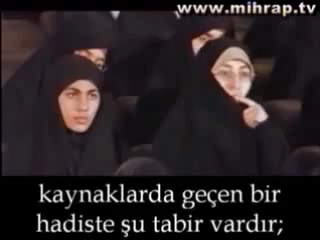 www.mihrap.tv
kaynaklarda geçen bir
hadiste şu tabir vardır;